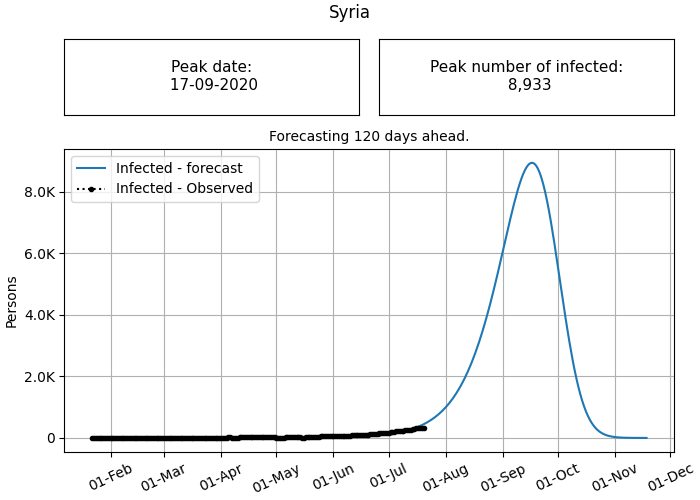 Syria
Peak date:
17-09-2020
Peak number of infected:
8,933
Forecasting 120 days ahead.
Infected - forecast
Infected - Observed
8.0K
6.0K
4.0K
2.0K
0
Persons
01-Feb
01-Mar
01-Apr
01-May
01-Jun
01-Jul
01-Aug
01-Sep
01-Oct
01-Nov
01-Dec